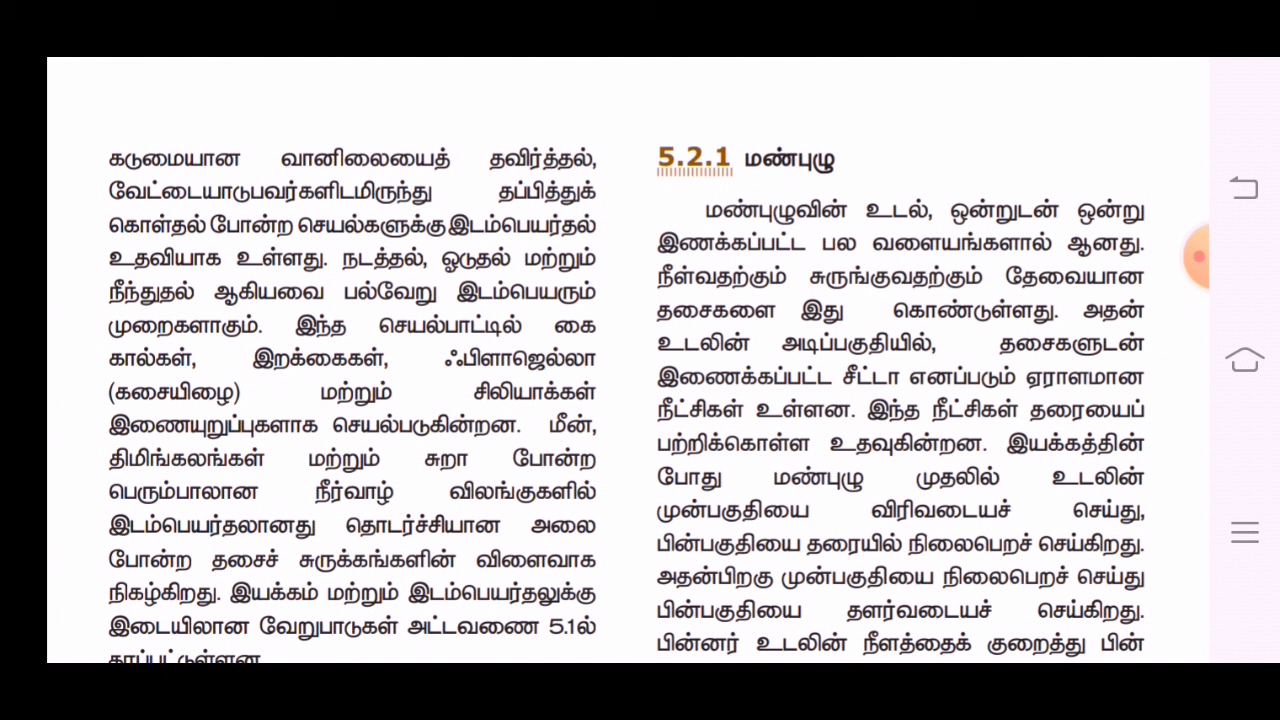 கடுமையான வானிலையைத் தவிர்த்தல்,
வேட்டையாடுபவர்களிடமிருந்து தப்பித்துக்
கொள்தல் போன்ற செயல்களுக்கு இடம்பெயர்தல்
உதவியாக உள்ளது. நடத்தல், ஓடுதல் மற்றும்
நீந்துதல் ஆகியவை பல்வேறு இடம்பெயரும்
முறைகளாகும். இந்த செயல்பாட்டில் கை
கால்கள், இறக்கைகள், ஃபிளாஜெல்லா
(கசையிழை) மற்றும் சிலியாக்கள்
இணையுறுப்புகளாக செயல்படுகின்றன. மீன்,
திமிங்கலங்கள் மற்றும் சுறா போன்ற
பெரும்பாலான நீர்வாழ் விலங்குகளில்
இடம்பெயர்தலானது தொடர்ச்சியான அலை
போன்ற தசைச் சுருக்கங்களின் விளைவாக
நிகழ்கிறது. இயக்கம் மற்றும் இடம்பெயர்தலுக்கு
இடையிலான வேறுபாடுகள் அட்டவணை 5.1ல்
தரப்பட்டுள்ளன
5.2.1 மண்புழு
மண்புழுவின் உடல், ஒன்றுடன் ஒன்று
இணக்கப்பட்ட பல வளையங்களால் ஆனது.
நீள்வதற்கும் சுருங்குவதற்கும் தேவையான
தசைகளை இது கொண்டுள்ளது. அதன்
உடலின் அடிப்பகுதியில், தசைகளுடன்
இணைக்கப்பட்ட சீட்டா எனப்படும் ஏராளமான
நீட்சிகள் உள்ளன. இந்த நீட்சிகள் தரையைப்
பற்றிக்கொள்ள உதவுகின்றன. இயக்கத்தின்
போது மண்புழு முதலில் உடலின்
முன்பகுதியை விரிவடையச் செய்து,
பின்பகுதியை தரையில் நிலைபெறச் செய்கிறது.
அதன்பிறகு முன்பகுதியை நிலைபெறச் செய்து
பின்பகுதியை தளர்வடையச் செய்கிறது.
பின்னர் உடலின் நீளத்தைக் குறைத்து பின்